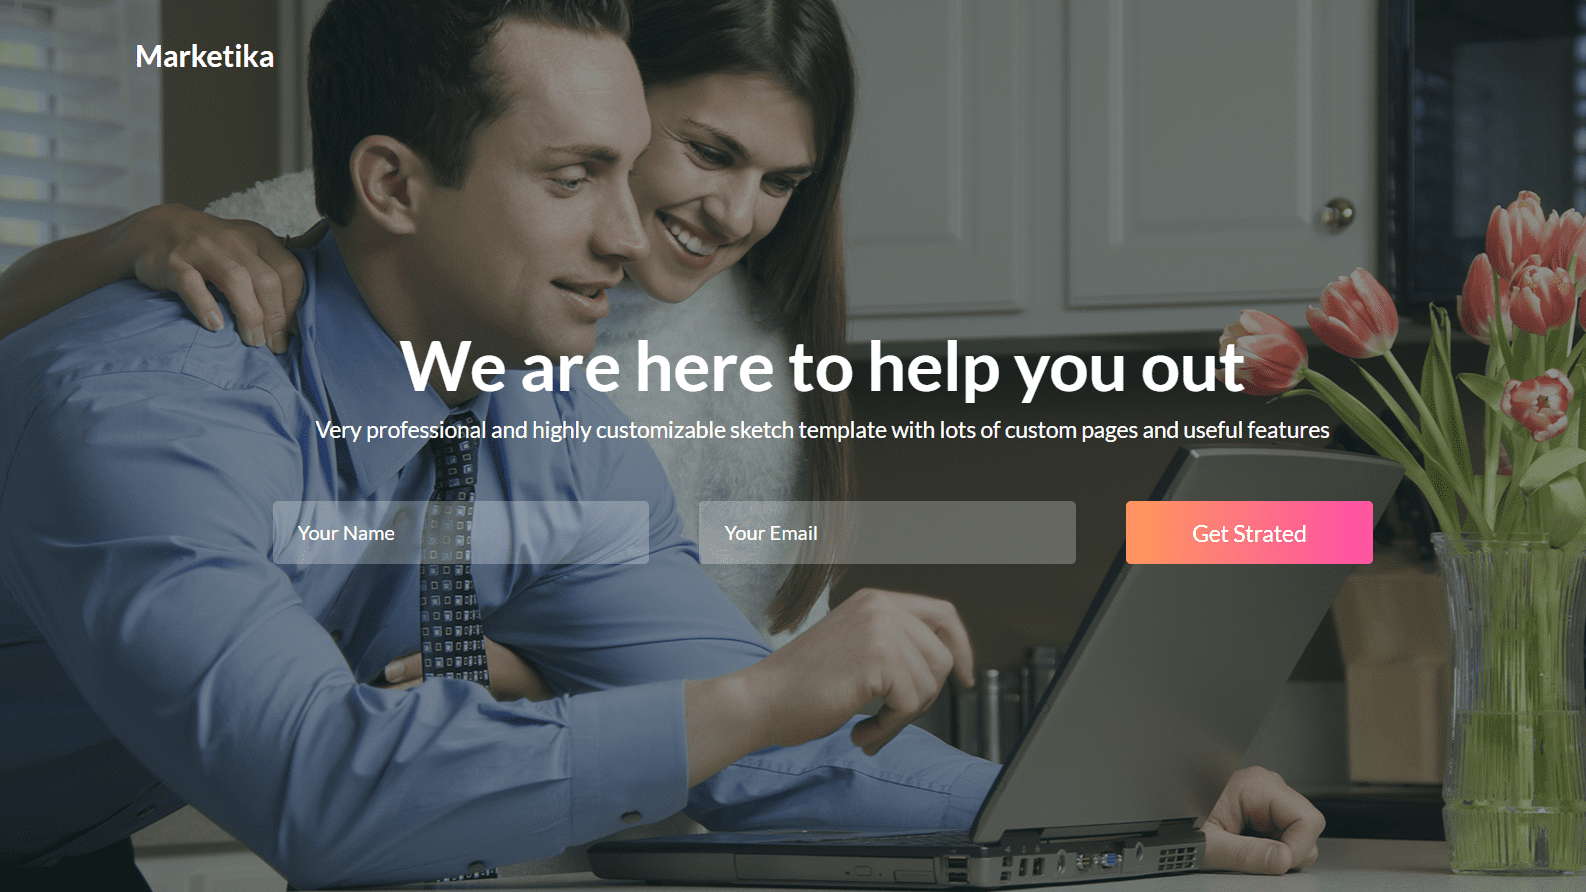 Marketika
We are here to help you out
Very professional and highly customizable sketch template with lots of custom pages and useful features
Your Name
Your Email
Get Strated